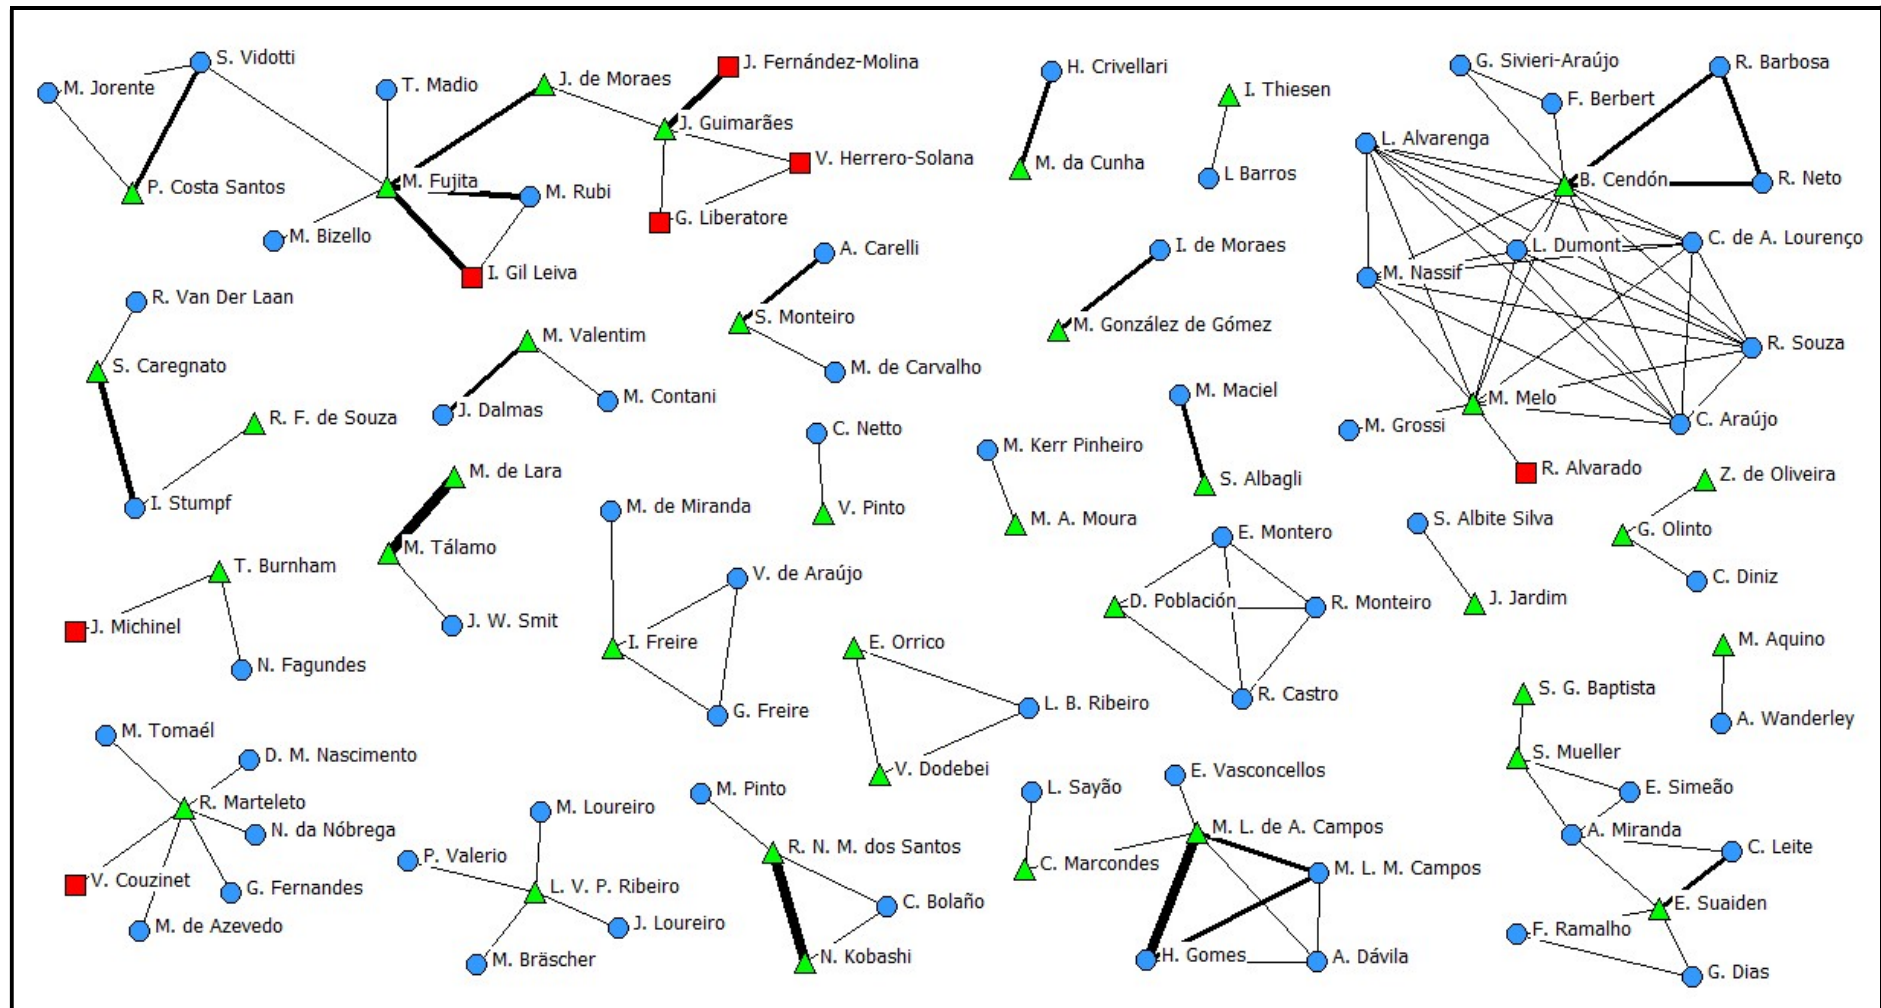 S. Vidotti
M. Jorente
P. Costa Santos
T. Madio
J. de Moraes
J. Fernández-Molina
J. Guimarães
V. Herrero-Solana
G. Liberatore
M. Fujita
M. Rubi
M. Bizello
I. Gil Leiva
H. Crivellari
M. da Cunha
I. Thiesen
L Barros
G. Sivieri-Araújo
R. Barbosa
F. Berbert
L. Alvarenga
B. Cendón
R. Neto
L. Dumont
C. de A. Lourenço
M. Nassif
R. Souza
M. Melo
C. Araújo
M. Grossi
R. Alvarado
A. Carelli
S. Monteiro
M. de Carvalho
I. de Moraes
M. González de Gómez
R. Van Der Laan
S. Caregnato
R. F. de Souza
I. Stumpf
M. Valentim
J. Dalmas
M. Contani
M. de Lara
M. Tálamo
J. W. Smit
C. Netto
V. Pinto
M. Kerr Pinheiro
M. A. Moura
M. Maciel
S. Albagli
S. Albite Silva
J. Jardim
Z. de Oliveira
G. Olinto
C. Diniz
T. Burnham
J. Michinel
N. Fagundes
M. de Miranda
V. de Araújo
I. Freire
G. Freire
E. Orrico
L. B. Ribeiro
V. Dodebei
E. Montero
D. Población
R. Monteiro
R. Castro
M. Aquino
A. Wanderley
S. G. Baptista
S. Mueller
E. Simeão
A. Miranda
C. Leite
E. Suaiden
F. Ramalho
G. Dias
M. Tomaél
D. M. Nascimento
R. Marteleto
N. da Nóbrega
V. Couzinet
G. Fernandes
M. de Azevedo
M. Loureiro
P. Valerio
L. V. P. Ribeiro
J. Loureiro
M. Bräscher
M. Pinto
R. N. M. dos Santos
C. Bolaño
N. Kobashi
L. Sayão
C. Marcondes
E. Vasconcellos
M. L. de A. Campos
M. L. M. Campos
H. Gomes
A. Dávila